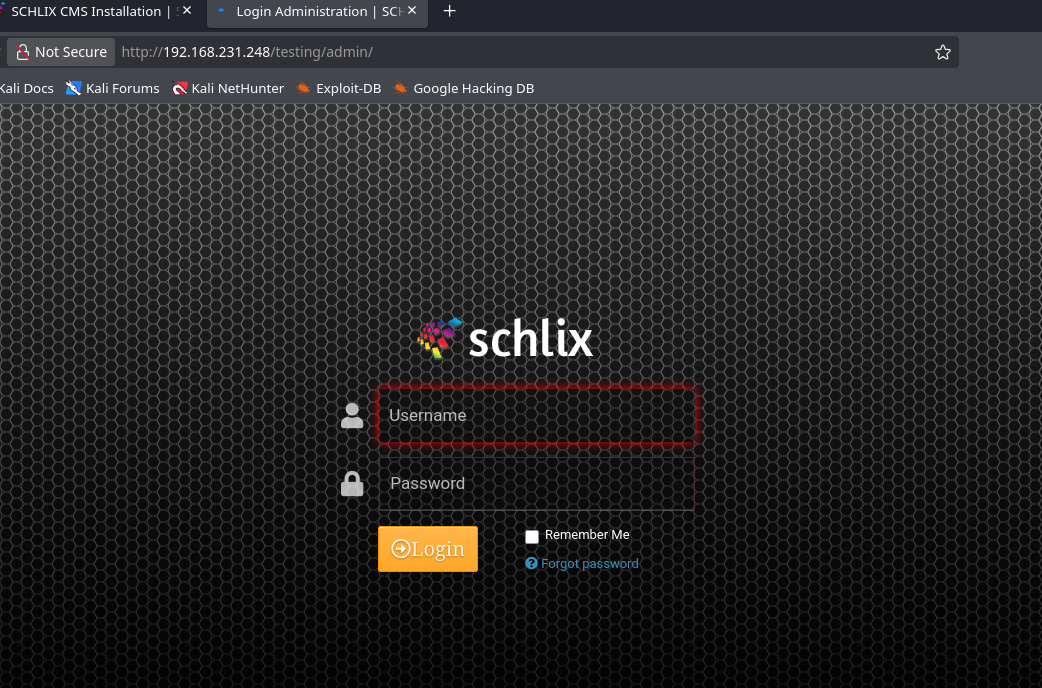 SCHLIX CMS Installation | Login Administration | SCH
Not Secure http://192.168.231.248/testing/admin/
Kali Docs Kali Forums Kali NetHunter Exploit-DB Google Hacking DB
schlix
Username
Password
Login
Remember Me
Forgot password